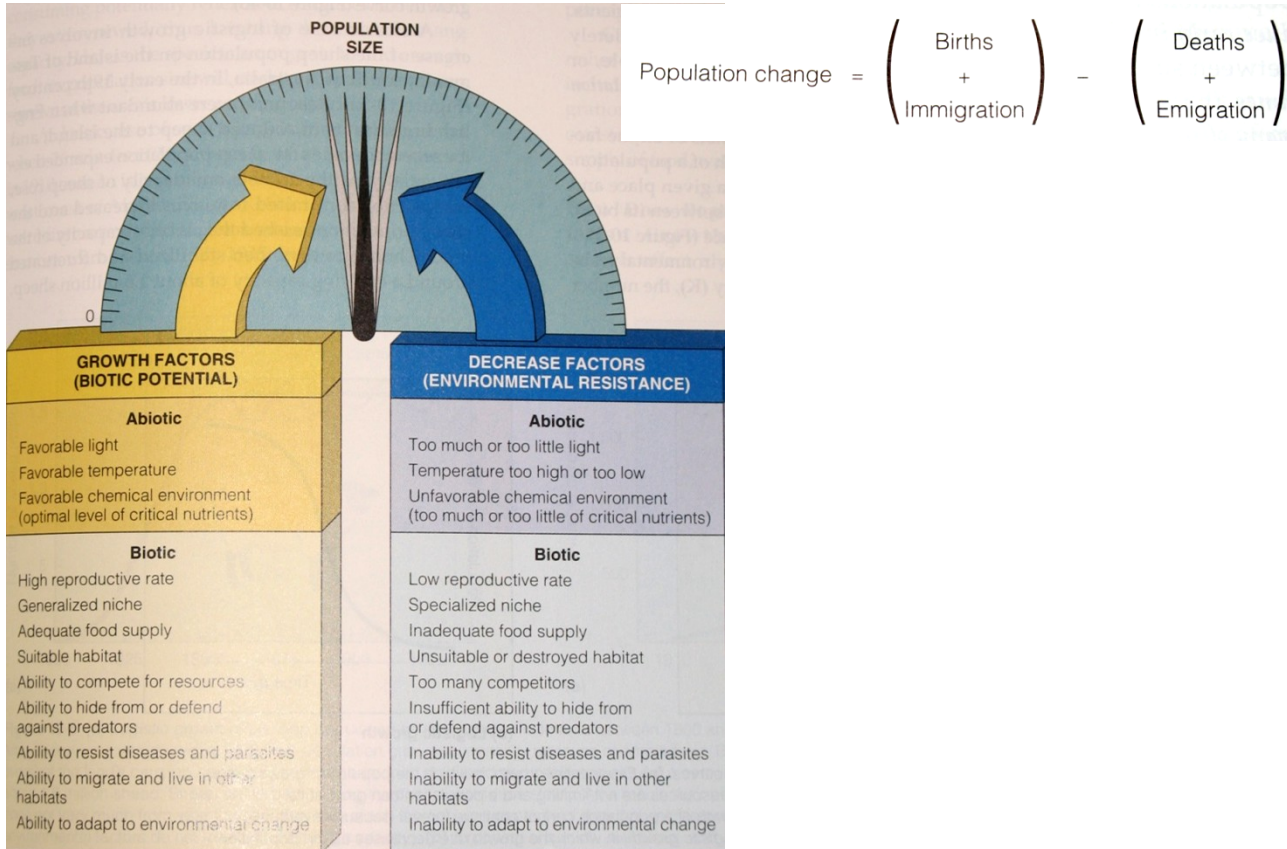 POPULATION
SIZE
0
GROWTH FACTORS
(BIOTIC POTENTIAL)
Abiotic
Favorable light
Favorable temperature
Favorable chemical environment
(optimal level of critical nutrients)
Biotic
High reproductive rate
Generalized niche
Adequate food supply
Suitable habitat
Ability to compete for resources
Ability to hide from or defend
against predators
Ability to resist diseases and parasites
Ability to migrate and live in other
habitats
Ability to adapt to environmental change
DECREASE FACTORS
(ENVIRONMENTAL RESISTANCE)
Abiotic
Too much or too little light
Temperature too high or too low
Unfavorable chemical environment
(too much or too little of critical nutrients)
Biotic
Low reproductive rate
Specialized niche
Inadequate food supply
Unsuitable or destroyed habitat
Too many competitors
Insufficient ability to hide from
or defend against predators
Inability to resist diseases and parasites
Inability to migrate and live in other
habitats
Inability to adapt to environmental change
Population change = ( Births + Immigration ) − ( Deaths + Emigration )